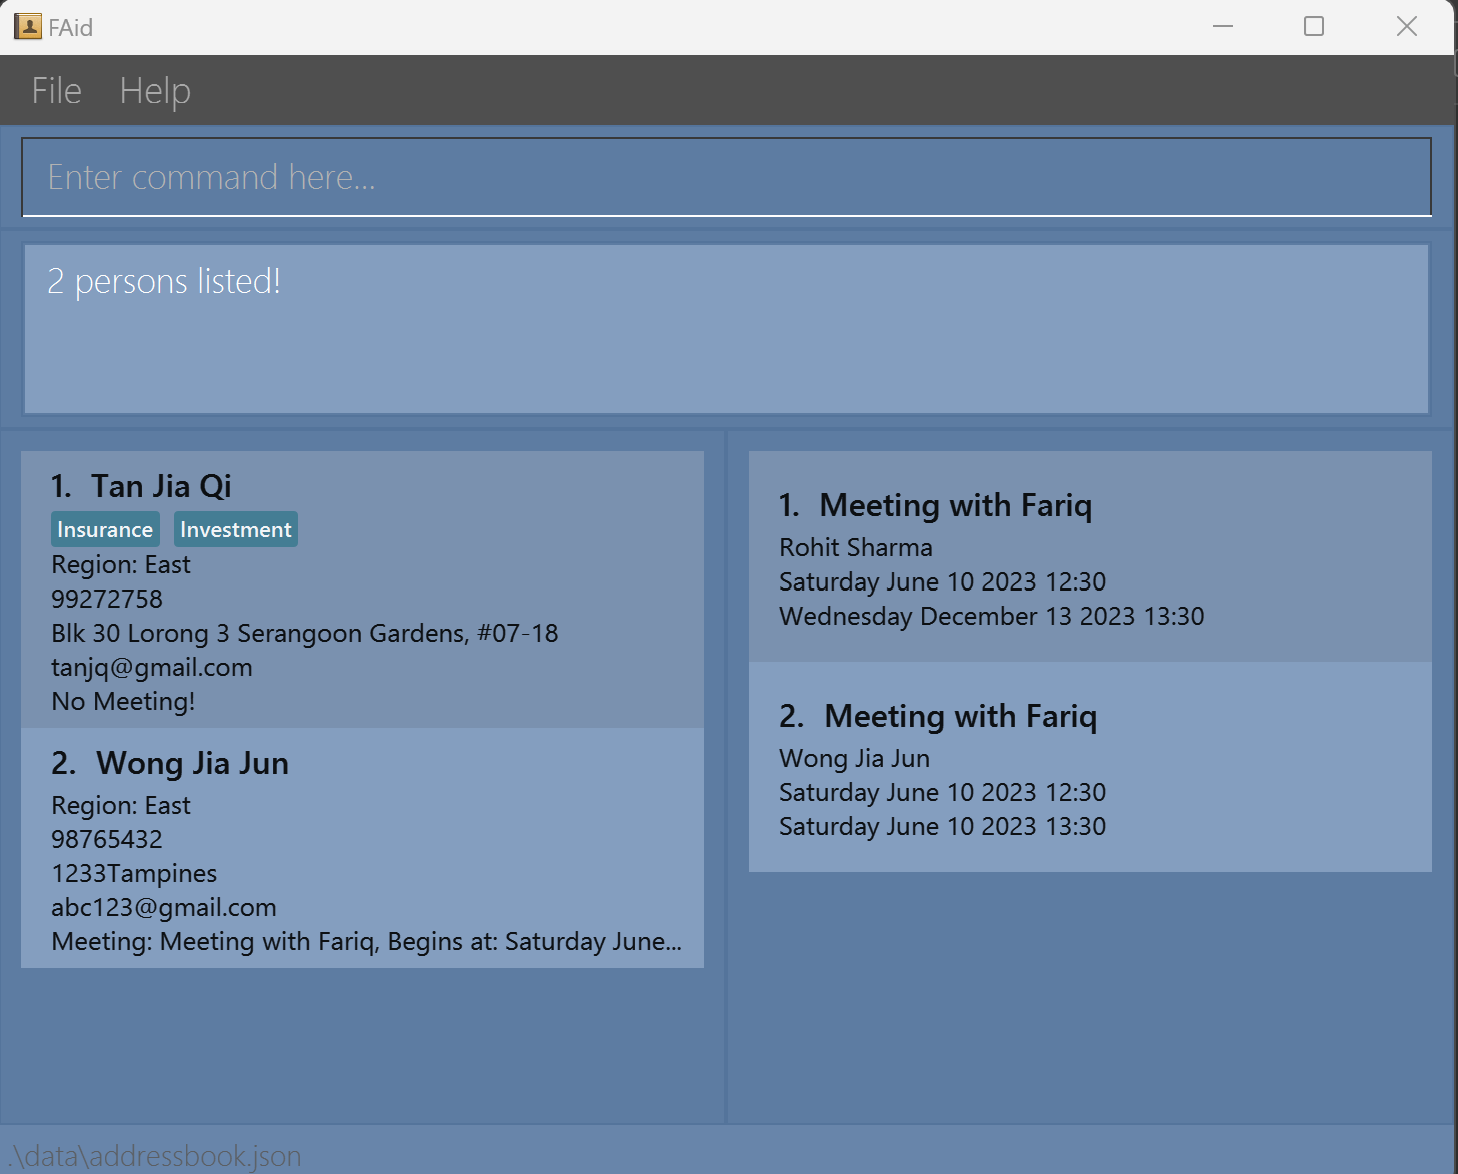 FAid
File Help
Enter command here...
2 persons listed!
1. Tan Jia Qi
Insurance Investment
Region: East
99272758
Blk 30 Lorong 3 Serangoon Gardens, #07-18
tanjq@gmail.com
No Meeting!
2. Wong Jia Jun
Region: East
98765432
1233Tampines
abc123@gmail.com
Meeting: Meeting with Fariq, Begins at: Saturday June...
1. Meeting with Fariq
Rohit Sharma
Saturday June 10 2023 12:30
Wednesday December 13 2023 13:30
2. Meeting with Fariq
Wong Jia Jun
Saturday June 10 2023 12:30
Saturday June 10 2023 13:30
.\data\addressbook.json